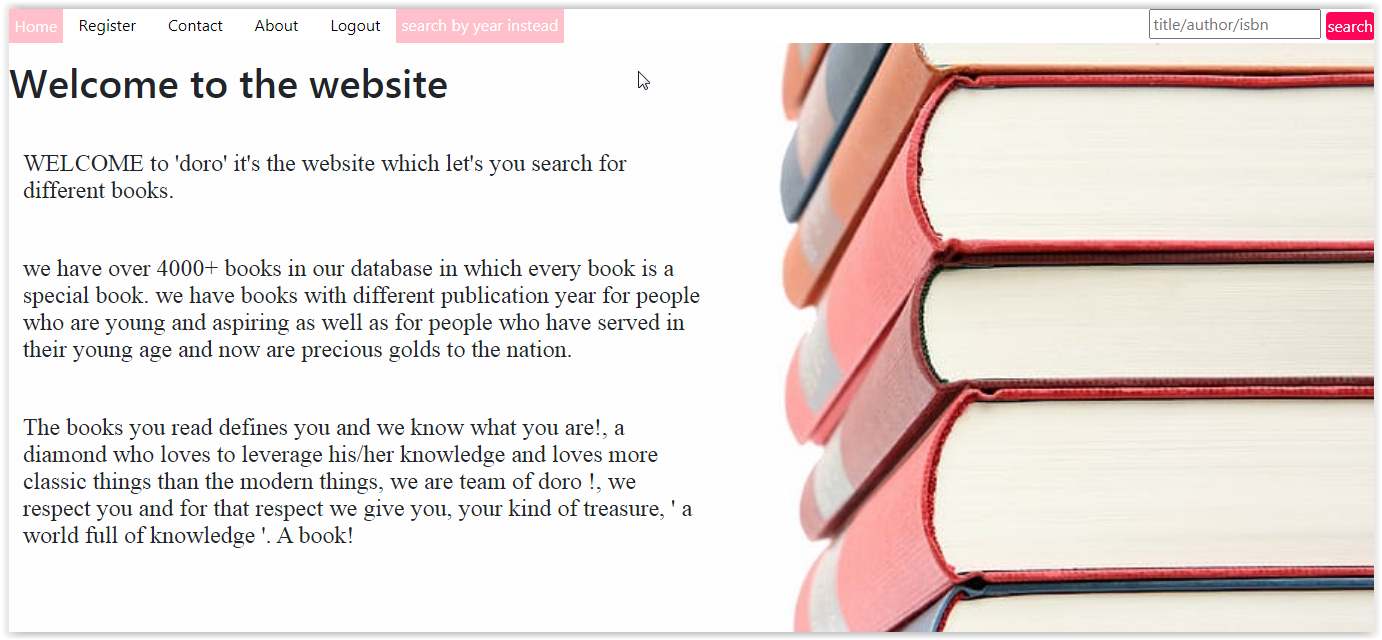 Home Register Contact About Logout search by year instead title/author/isbn search
Welcome to the website
WELCOME to 'doro' it's the website which let's you search for
different books.
we have over 4000+ books in our database in which every book is a
special book. we have books with different publication year for people
who are young and aspiring as well as for people who have served in
their young age and now are precious golds to the nation.
The books you read defines you and we know what you are!, a
diamond who loves to leverage his/her knowledge and loves more
classic things than the modern things, we are team of doro !, we
respect you and for that respect we give you, your kind of treasure, ' a
world full of knowledge '. A book!